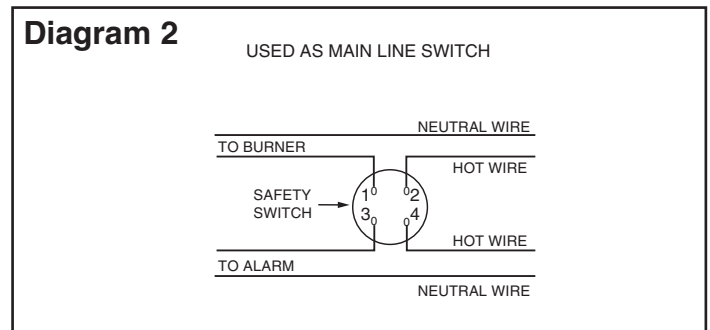 Diagram 2
USED AS MAIN LINE SWITCH
NEUTRAL WIRE
TO BURNER
HOT WIRE
SAFETY
SWITCH
1 2
3 4
HOT WIRE
TO ALARM
NEUTRAL WIRE